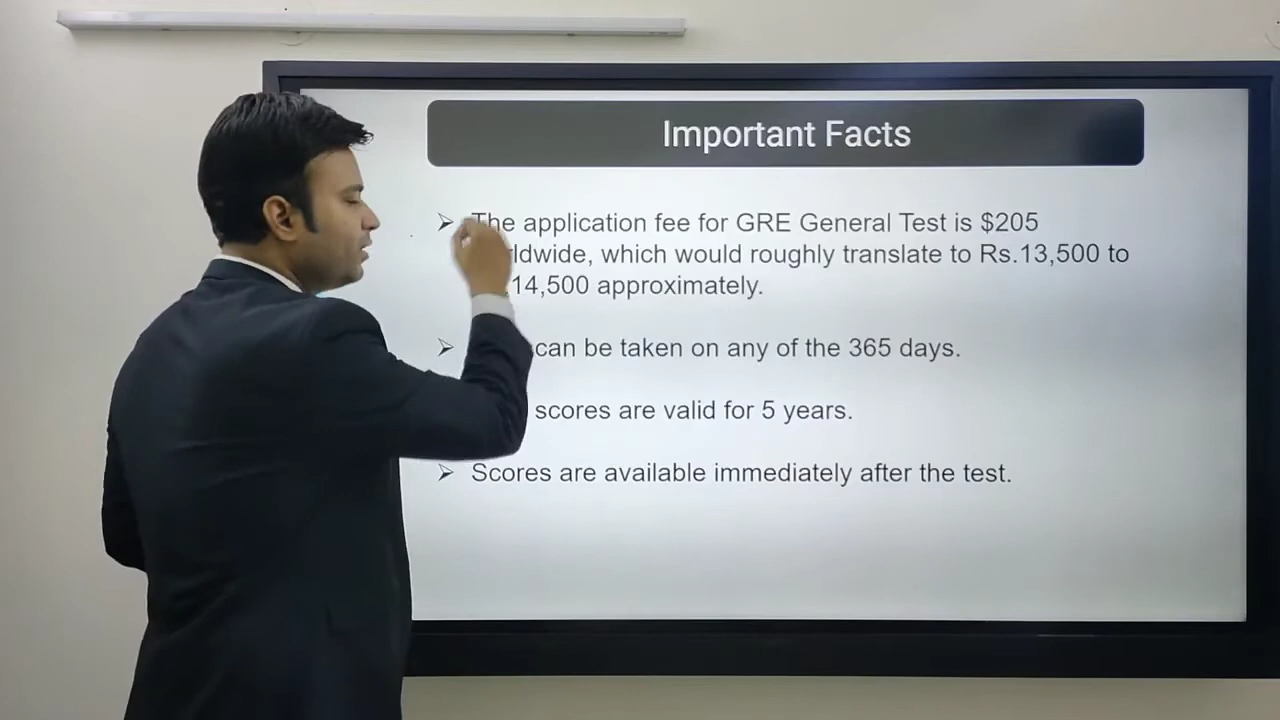 Important Facts
The application fee for GRE General Test is $205
which would roughly translate to Rs.13,500 to
14,500 approximately.
can be taken on any of the 365 days.
scores are valid for 5 years.
Scores are available immediately after the test.